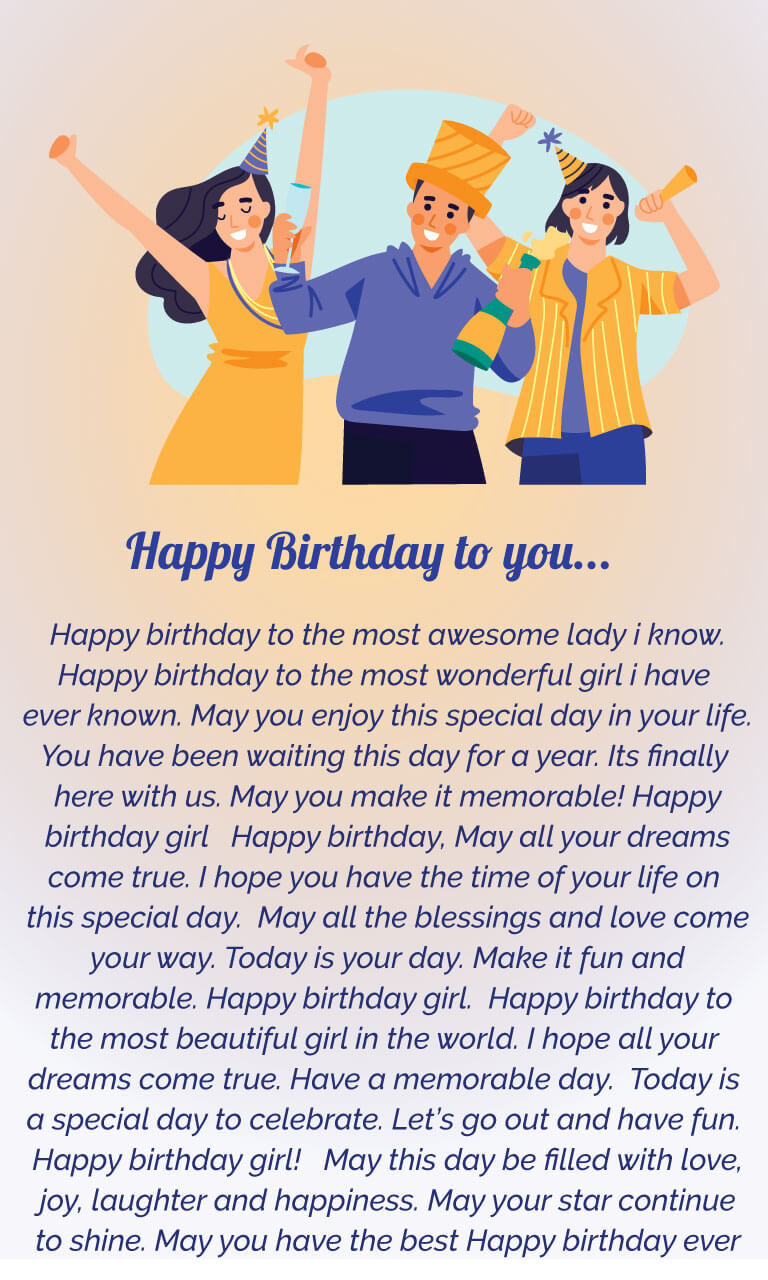 Happy Birthday to you...
Happy birthday to the most awesome lady i know.
Happy birthday to the most wonderful girl i have
ever known. May you enjoy this special day in your life.
You have been waiting this day for a year. Its finally
here with us. May you make it memorable! Happy
birthday girl   Happy birthday, May all your dreams
come true. I hope you have the time of your life on
this special day.  May all the blessings and love come
your way. Today is your day. Make it fun and
memorable. Happy birthday girl.  Happy birthday to
the most beautiful girl in the world. I hope all your
dreams come true. Have a memorable day.  Today is
a special day to celebrate. Let’s go out and have fun.
Happy birthday girl!   May this day be filled with love,
joy, laughter and happiness. May your star continue
to shine. May you have the best Happy birthday ever